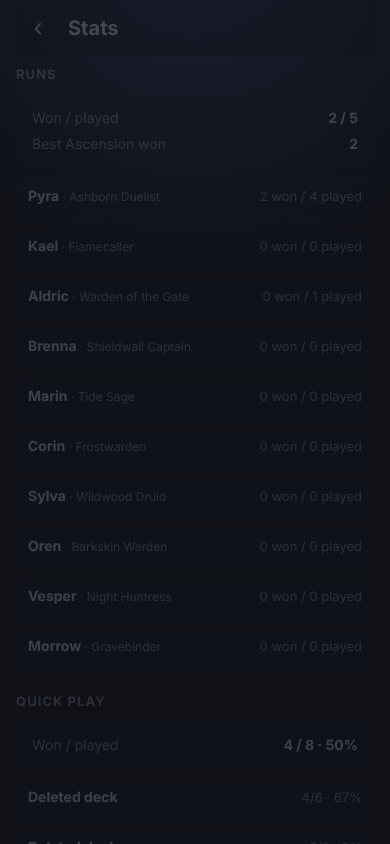 ‹ Stats
RUNS
Won / played 2 / 5
Best Ascension won 2
Pyra · Ashborn Duelist 2 won / 4 played
Kael · Flamecaller 0 won / 0 played
Aldric · Warden of the Gate 0 won / 1 played
Brenna · Shieldwall Captain 0 won / 0 played
Marin · Tide Sage 0 won / 0 played
Corin · Frostwarden 0 won / 0 played
Sylva · Wildwood Druid 0 won / 0 played
Oren · Barkskin Warden 0 won / 0 played
Vesper · Night Huntress 0 won / 0 played
Morrow · Gravebinder 0 won / 0 played
QUICK PLAY
Won / played 4 / 8 · 50%
Deleted deck 4/6 · 67%